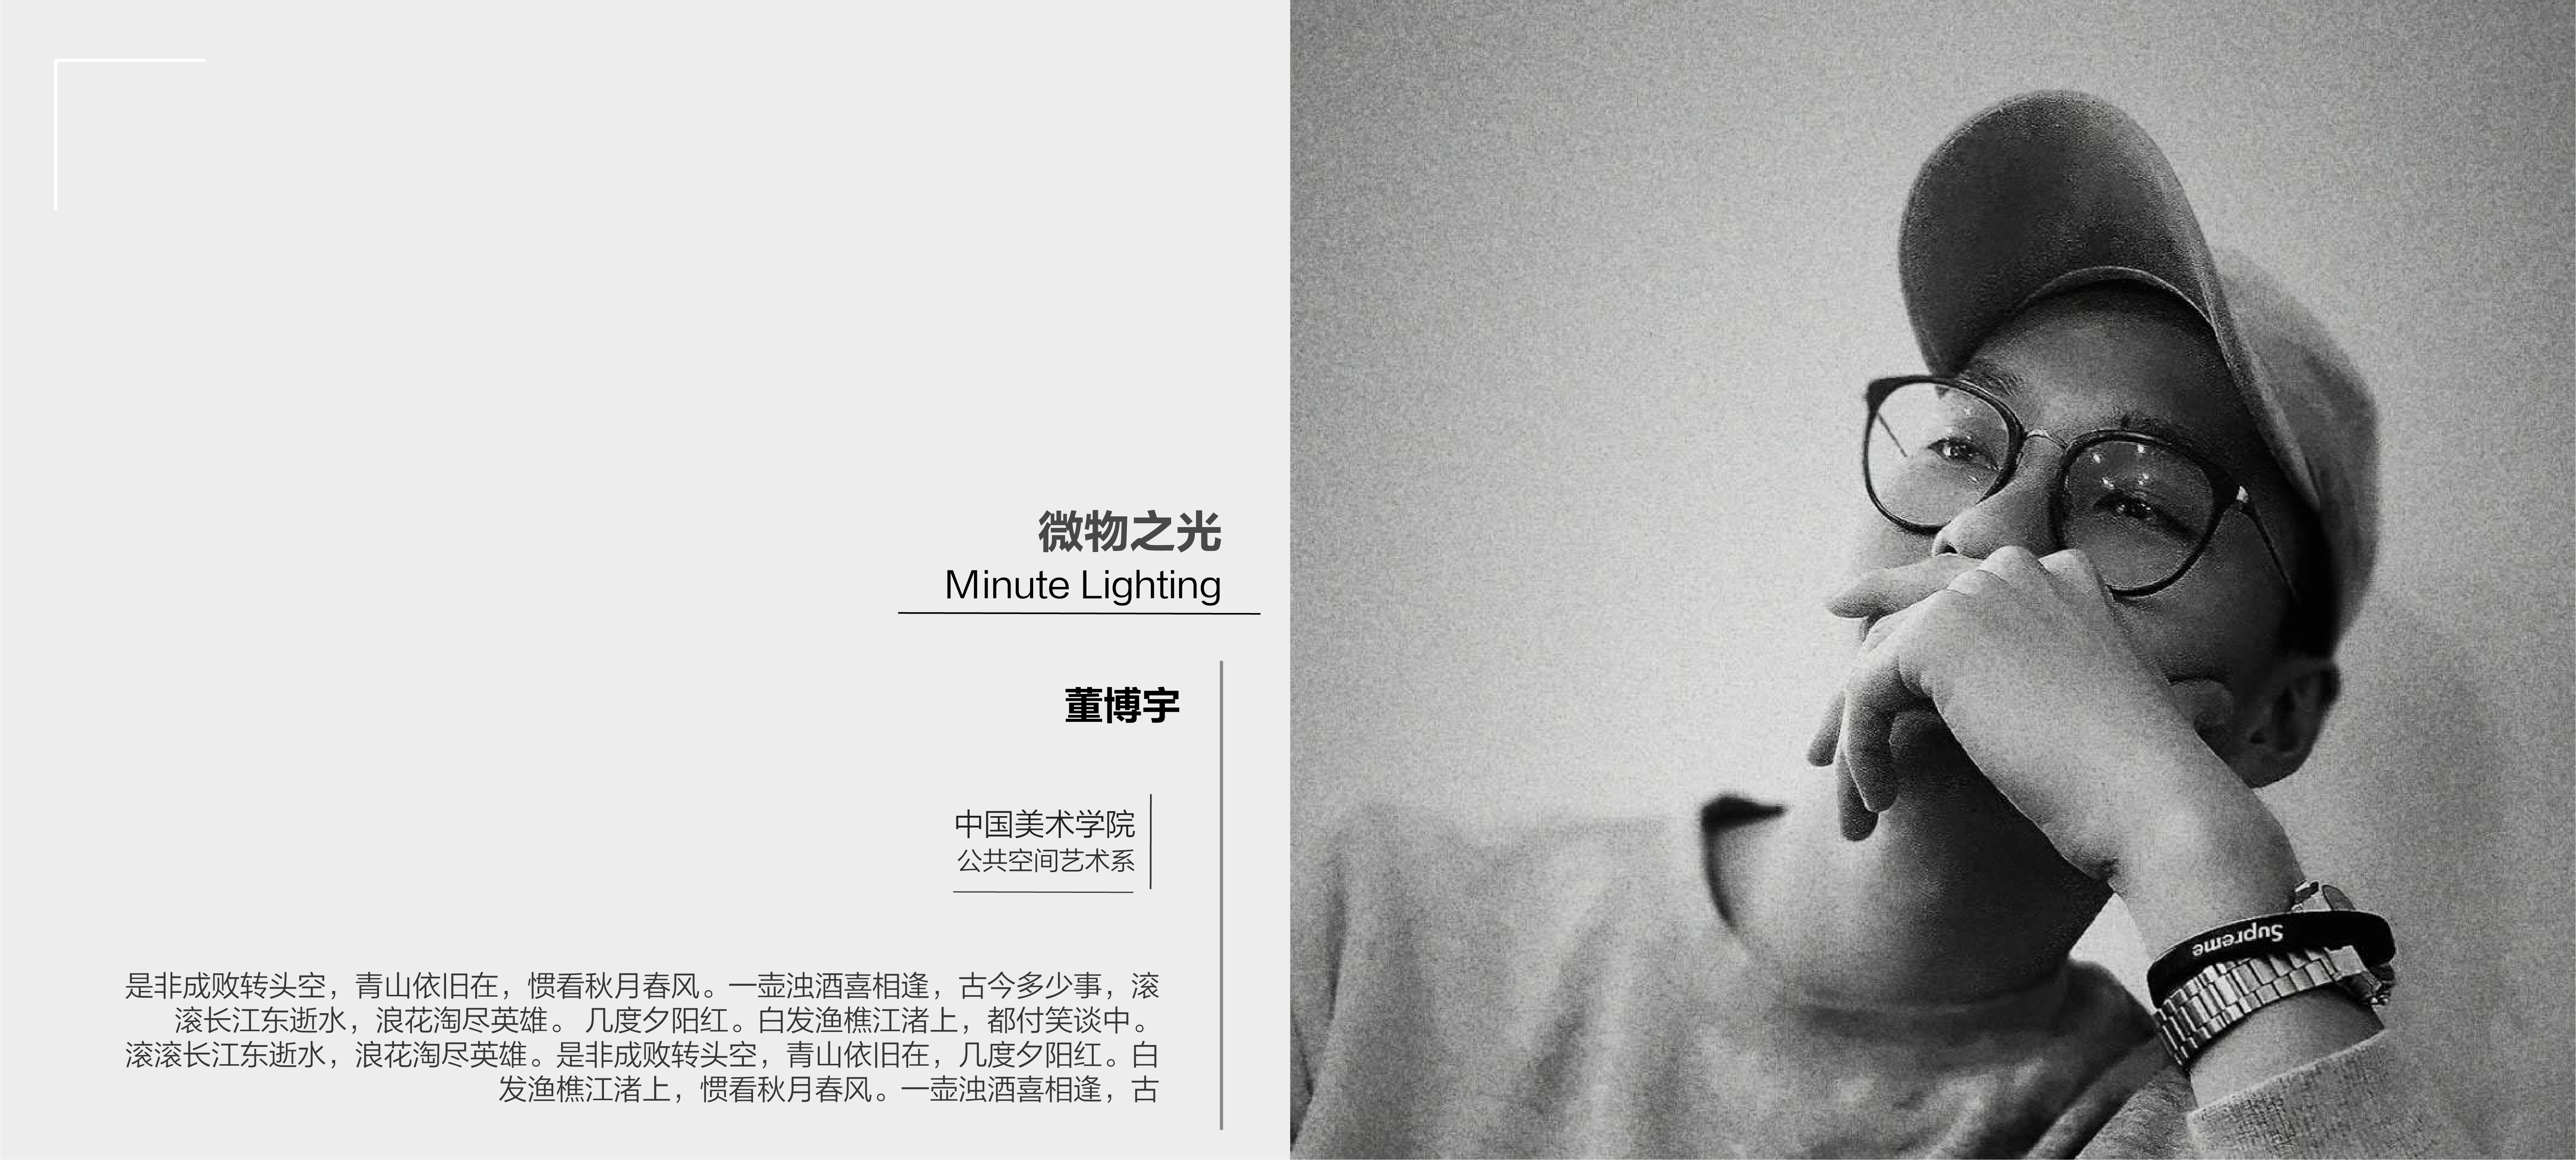 微物之光
Minute Lighting
董博宇
中国美术学院
公共空间艺术系
是非成败转头空，青山依旧在，惯看秋月春风。一壶浊酒喜相逢，古今多少事，滚
滚长江东逝水，浪花淘尽英雄。 几度夕阳红。白发渔樵江渚上，都付笑谈中。
滚滚长江东逝水，浪花淘尽英雄。是非成败转头空，青山依旧在，几度夕阳红。白
发渔樵江渚上，惯看秋月春风。一壶浊酒喜相逢，古
Supreme